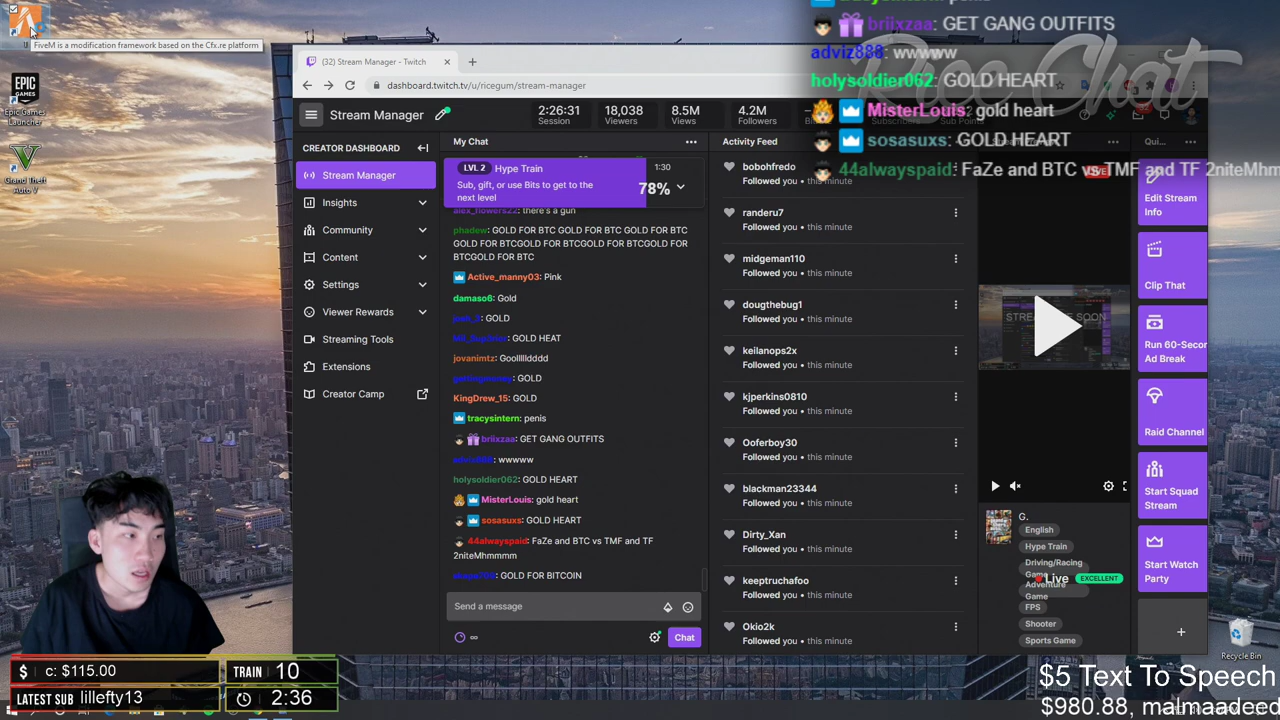 FiveM is a modification framework based on the Cfx.re platform
Epic Games
Launcher
Grand Theft
Auto V
(32) Stream Manager - Twitch
dashboard.twitch.tv/u/ricegum/stream-manager
Stream Manager
2:26:31
Session
18,038
Viewers
8.5M
Views
4.2M
Followers
CREATOR DASHBOARD
Stream Manager
Insights
Community
Content
Settings
Viewer Rewards
Streaming Tools
Extensions
Creator Camp
My Chat
LVL 2 Hype Train
1:30
Sub, gift, or use Bits to get to the
next level
78%
alex_flowers22: there's a gun
phadew: GOLD FOR BTC GOLD FOR BTC GOLD FOR BTC
GOLD FOR BTCGOLD FOR BTCGOLD FOR BTCGOLD FOR
BTCGOLD FOR BTC
Active_manny03: Pink
damaso6: Gold
GOLD
GOLD HEAT
jovanimtz: Goollllldddd
GOLD
KingDrew_15: GOLD
tracysintern: penis
briixzaa: GET GANG OUTFITS
adviz888: wwwww
holysoldier062: GOLD HEART
MisterLouis: gold heart
sosasuxs: GOLD HEART
44alwayspaid: FaZe and BTC vs TMF and TF
2niteMhmmmm
GOLD FOR BITCOIN
Send a message
Chat
Activity Feed
bobohfredo
Followed you • this minute
randeru7
Followed you • this minute
midgeman110
Followed you • this minute
dougthebug1
Followed you • this minute
keilanops2x
Followed you • this minute
kjperkins0810
Followed you • this minute
Ooferboy30
Followed you • this minute
blackman23344
Followed you • this minute
Dirty_Xan
Followed you • this minute
keeptruchafoo
Followed you • this minute
Okio2k
Followed you • this minute
briixzaa: GET GANG OUTFITS
adviz888: wwwww
holysoldier062: GOLD HEART
MisterLouis: gold heart
sosasuxs: GOLD HEART
44alwayspaid: FaZe and BTC vs TMF and TF 2niteMhm
Rice Chat
Qui...
Edit Stream
Info
Clip That
Run 60-Secon
Ad Break
Raid Channel
Start Squad
Stream
Start Watch
Party
G.
English
Hype Train
Driving/Racing
Game
Adventure
Game
Live EXCELLENT
FPS
Shooter
Sports Game
Recycle Bin
$ c: $115.00
TRAIN 10
LATEST SUB lillefty13
2:36
$5 Text To Speech
$980.88, malmsaeed